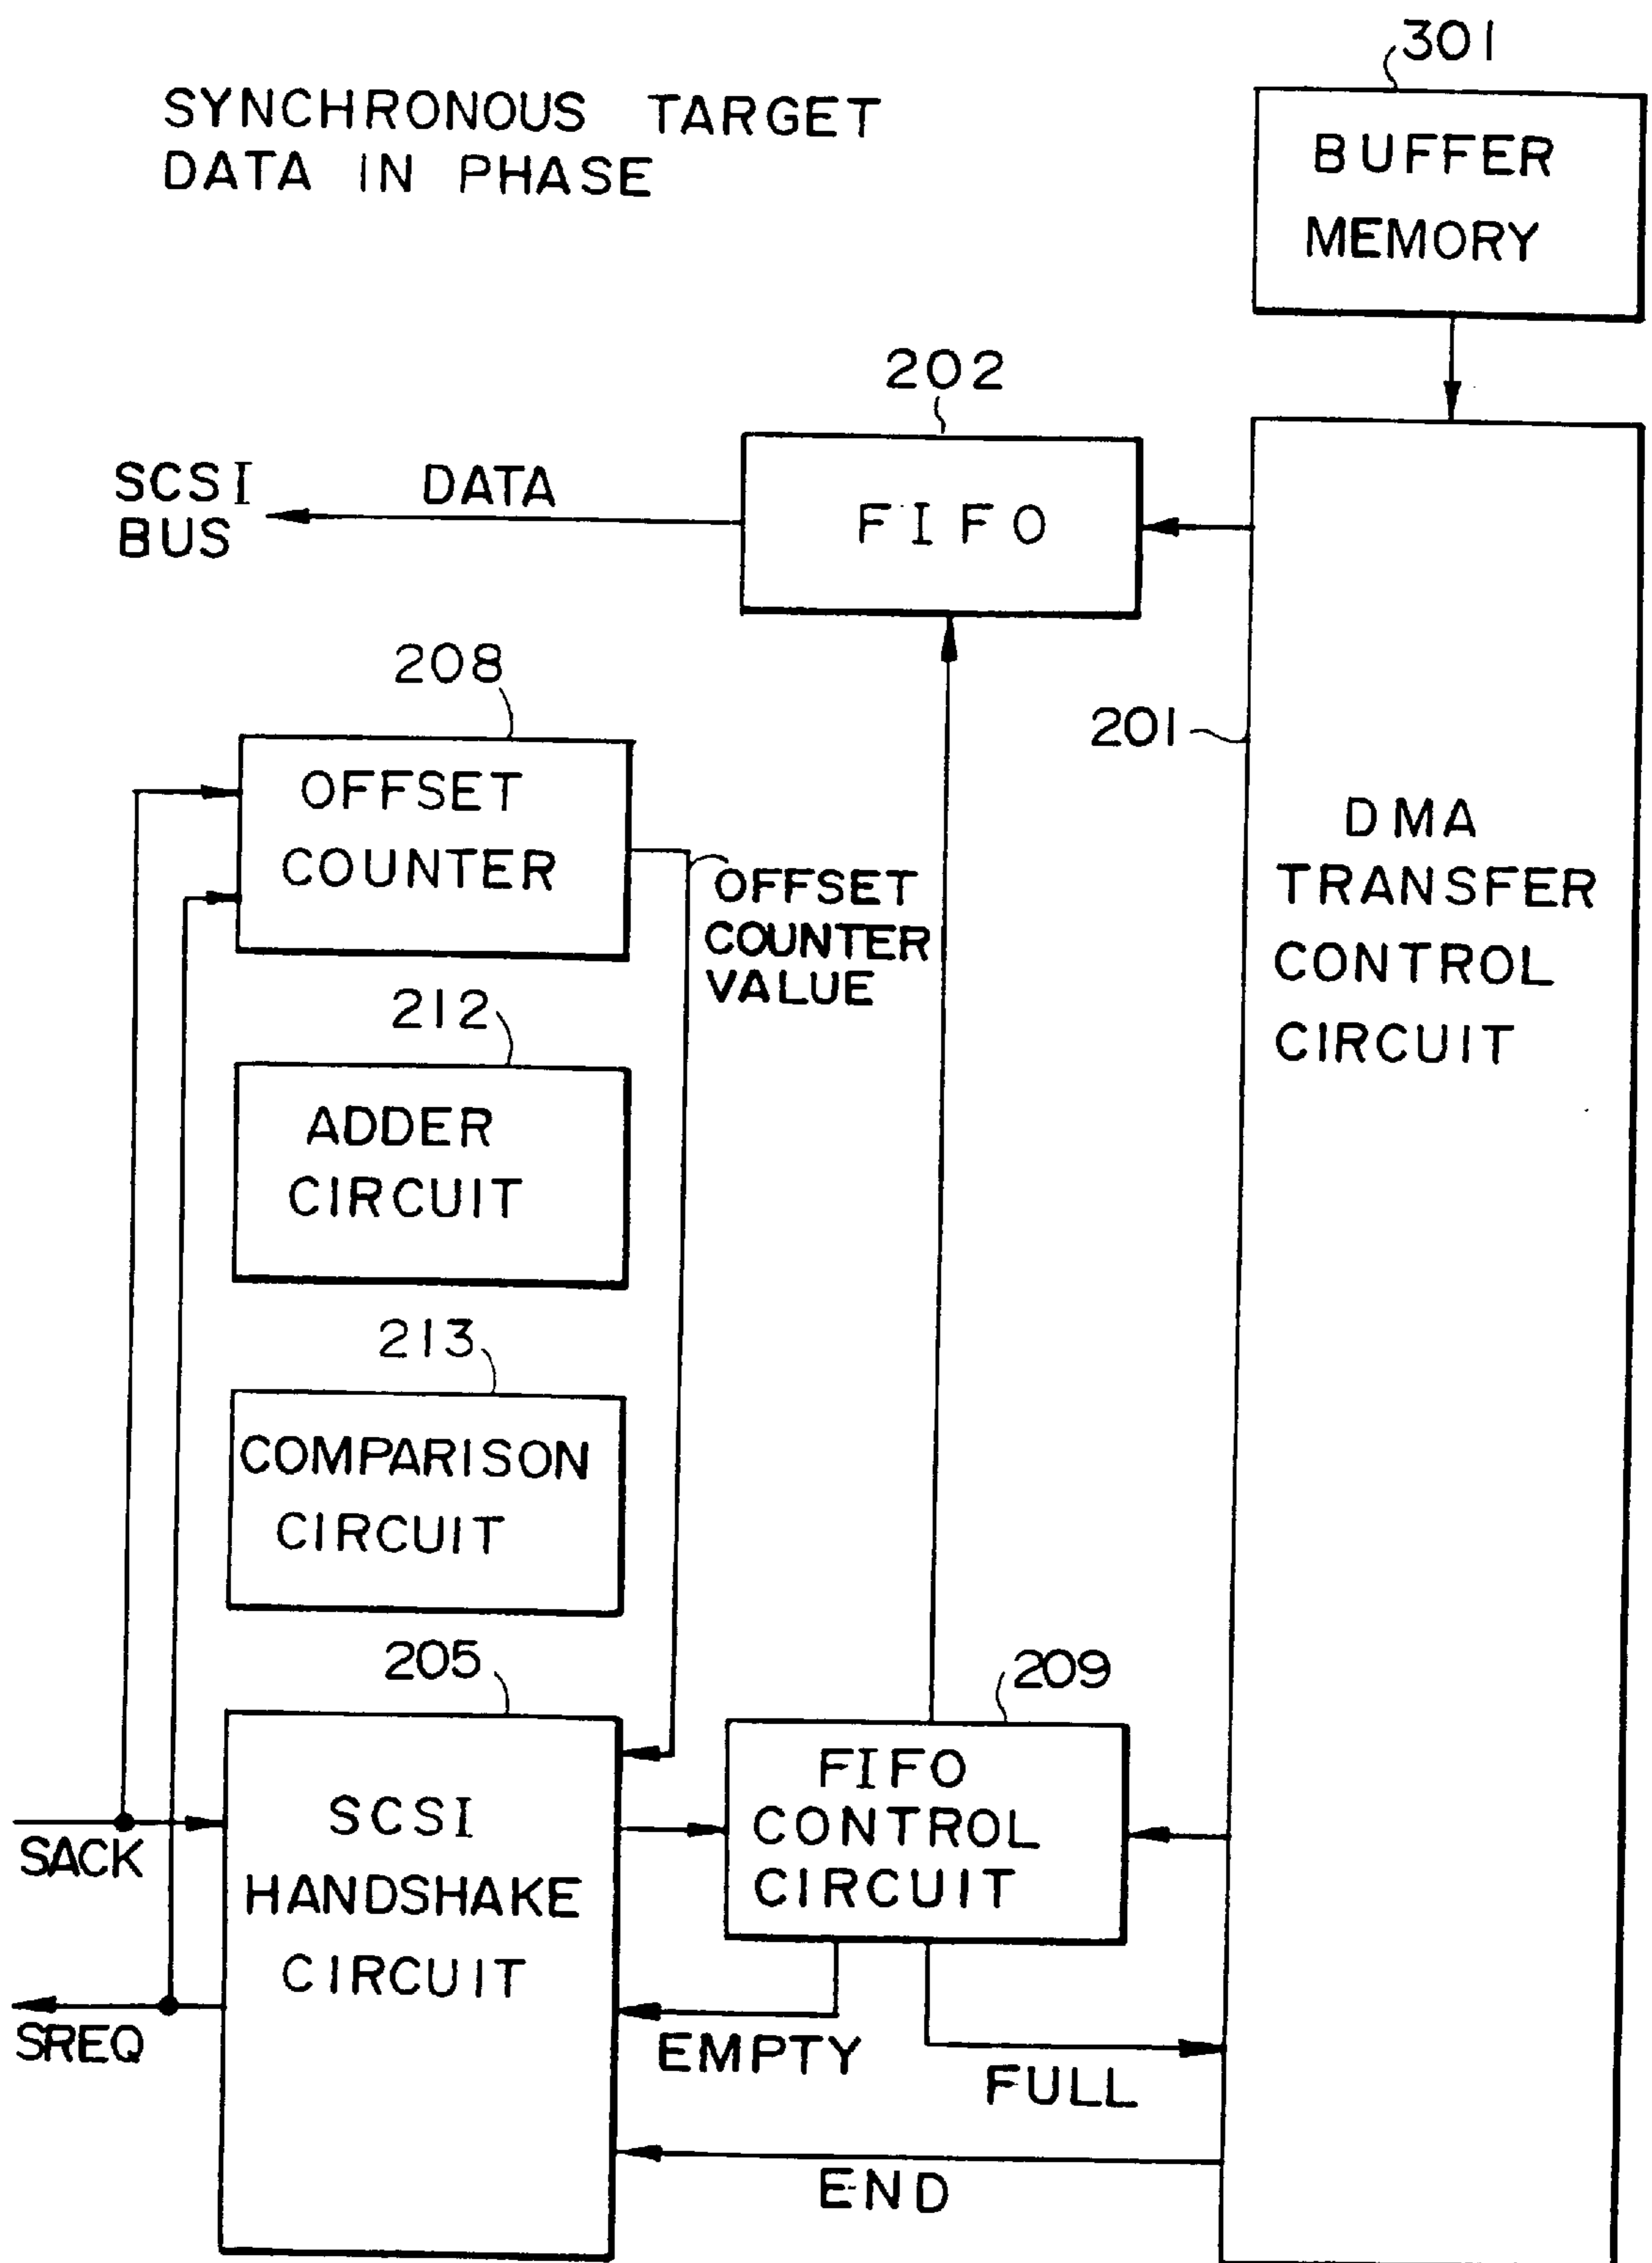 301
SYNCHRONOUS TARGET
DATA IN PHASE
BUFFER
MEMORY
202
SCSI
BUS
DATA
FIFO
208
201
OFFSET
COUNTER
OFFSET
COUNTER
VALUE
DMA
TRANSFER
CONTROL
CIRCUIT
212
ADDER
CIRCUIT
213
COMPARISON
CIRCUIT
205
209
SCSI
HANDSHAKE
CIRCUIT
FIFO
CONTROL
CIRCUIT
SACK
SREQ
EMPTY
FULL
END